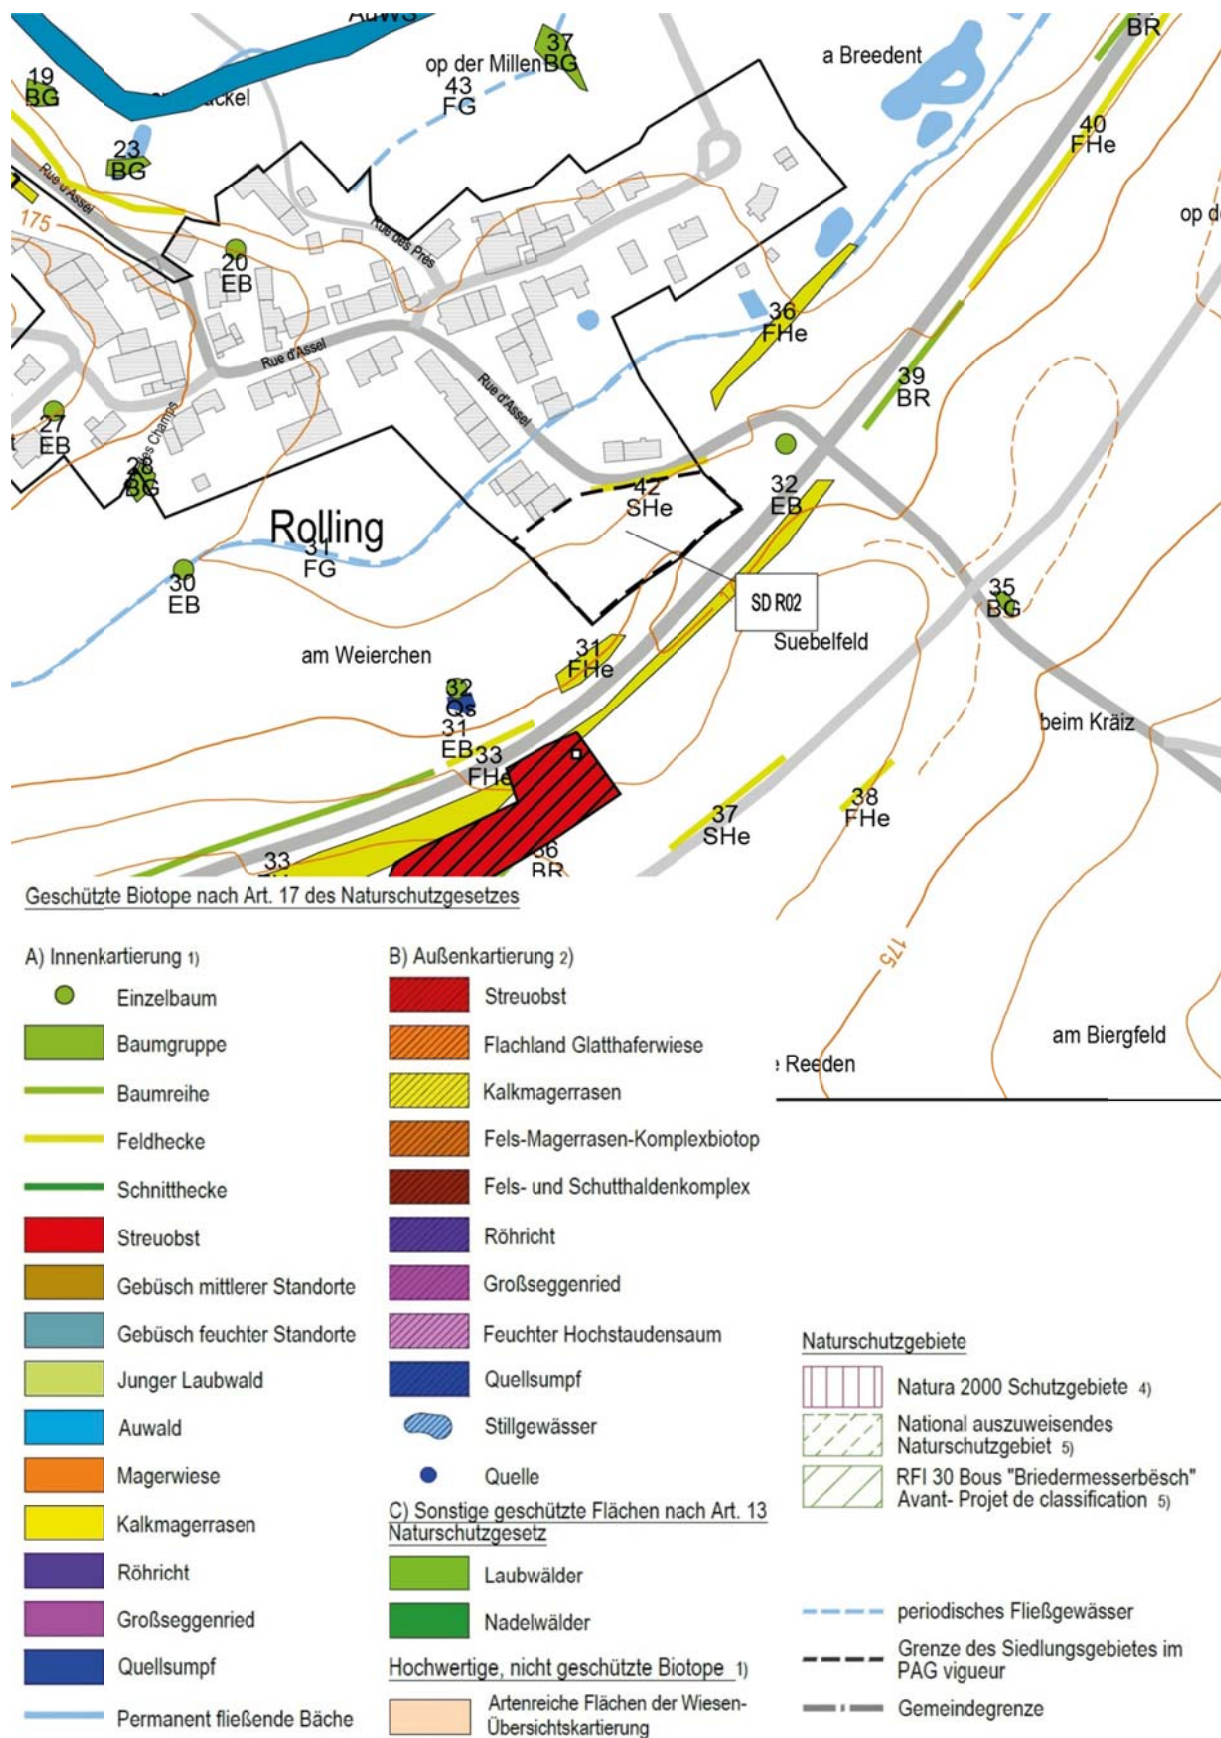 AuWS
37
BG
op der Millen
43
FG
a Breedent
BR
19
BG
23
BG
40
FHe
Rue d'Assel
175
20
EB
Rue des Prés
op d
36
FHe
Rue d'Assel
Rue d'Assel
39
BR
27
EB
28
BG
es Champs
42
SHe
32
EB
Rolling
31
FG
30
EB
SD R02
35
BG
Suebelfeld
am Weierchen
31
FHe
32
Qs
31
EB
33
FHe
beim Kräiz
37
SHe
38
FHe
33
BR
175
am Biergfeld
Reeden
Geschützte Biotope nach Art. 17 des Naturschutzgesetzes
A) Innenkartierung 1)
Einzelbaum
Baumgruppe
Baumreihe
Feldhecke
Schnitthecke
Streuobst
Gebüsch mittlerer Standorte
Gebüsch feuchter Standorte
Junger Laubwald
Auwald
Magerwiese
Kalkmagerrasen
Röhricht
Großseggenried
Quellsumpf
Permanent fließende Bäche
B) Außenkartierung 2)
Streuobst
Flachland Glatthaferwiese
Kalkmagerrasen
Fels-Magerrasen-Komplexbiotop
Fels- und Schutthaldenkomplex
Röhricht
Großseggenried
Feuchter Hochstaudensaum
Quellsumpf
Stillgewässer
Quelle
C) Sonstige geschützte Flächen nach Art. 13
Naturschutzgesetz
Laubwälder
Nadelwälder
Hochwertige, nicht geschützte Biotope 1)
Artenreiche Flächen der Wiesen-
Übersichtskartierung
Naturschutzgebiete
Natura 2000 Schutzgebiete 4)
National auszuweisendes
Naturschutzgebiet 5)
RFI 30 Bous "Briedermesserbësch"
Avant- Projet de classification 5)
periodisches Fließgewässer
Grenze des Siedlungsgebietes im
PAG vigueur
Gemeindegrenze